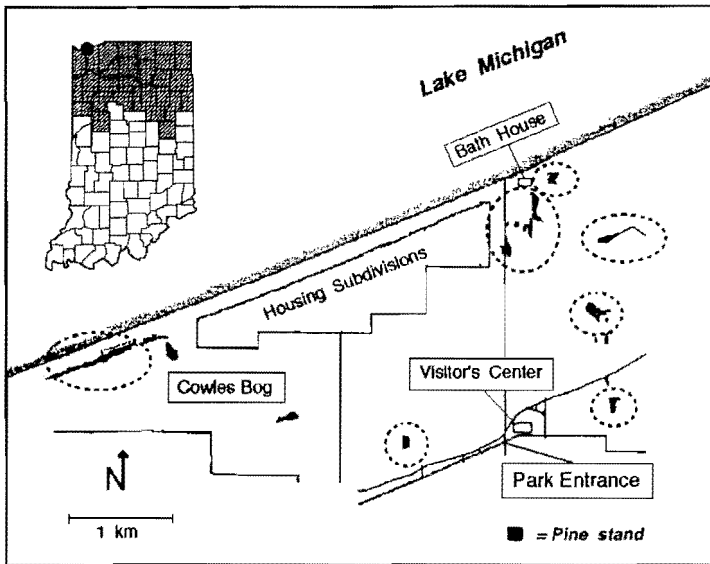 Lake Michigan
Bath House
Housing Subdivisions
Visitor's Center
Cowles Bog
Park Entrance
N
1 km
= Pine stand